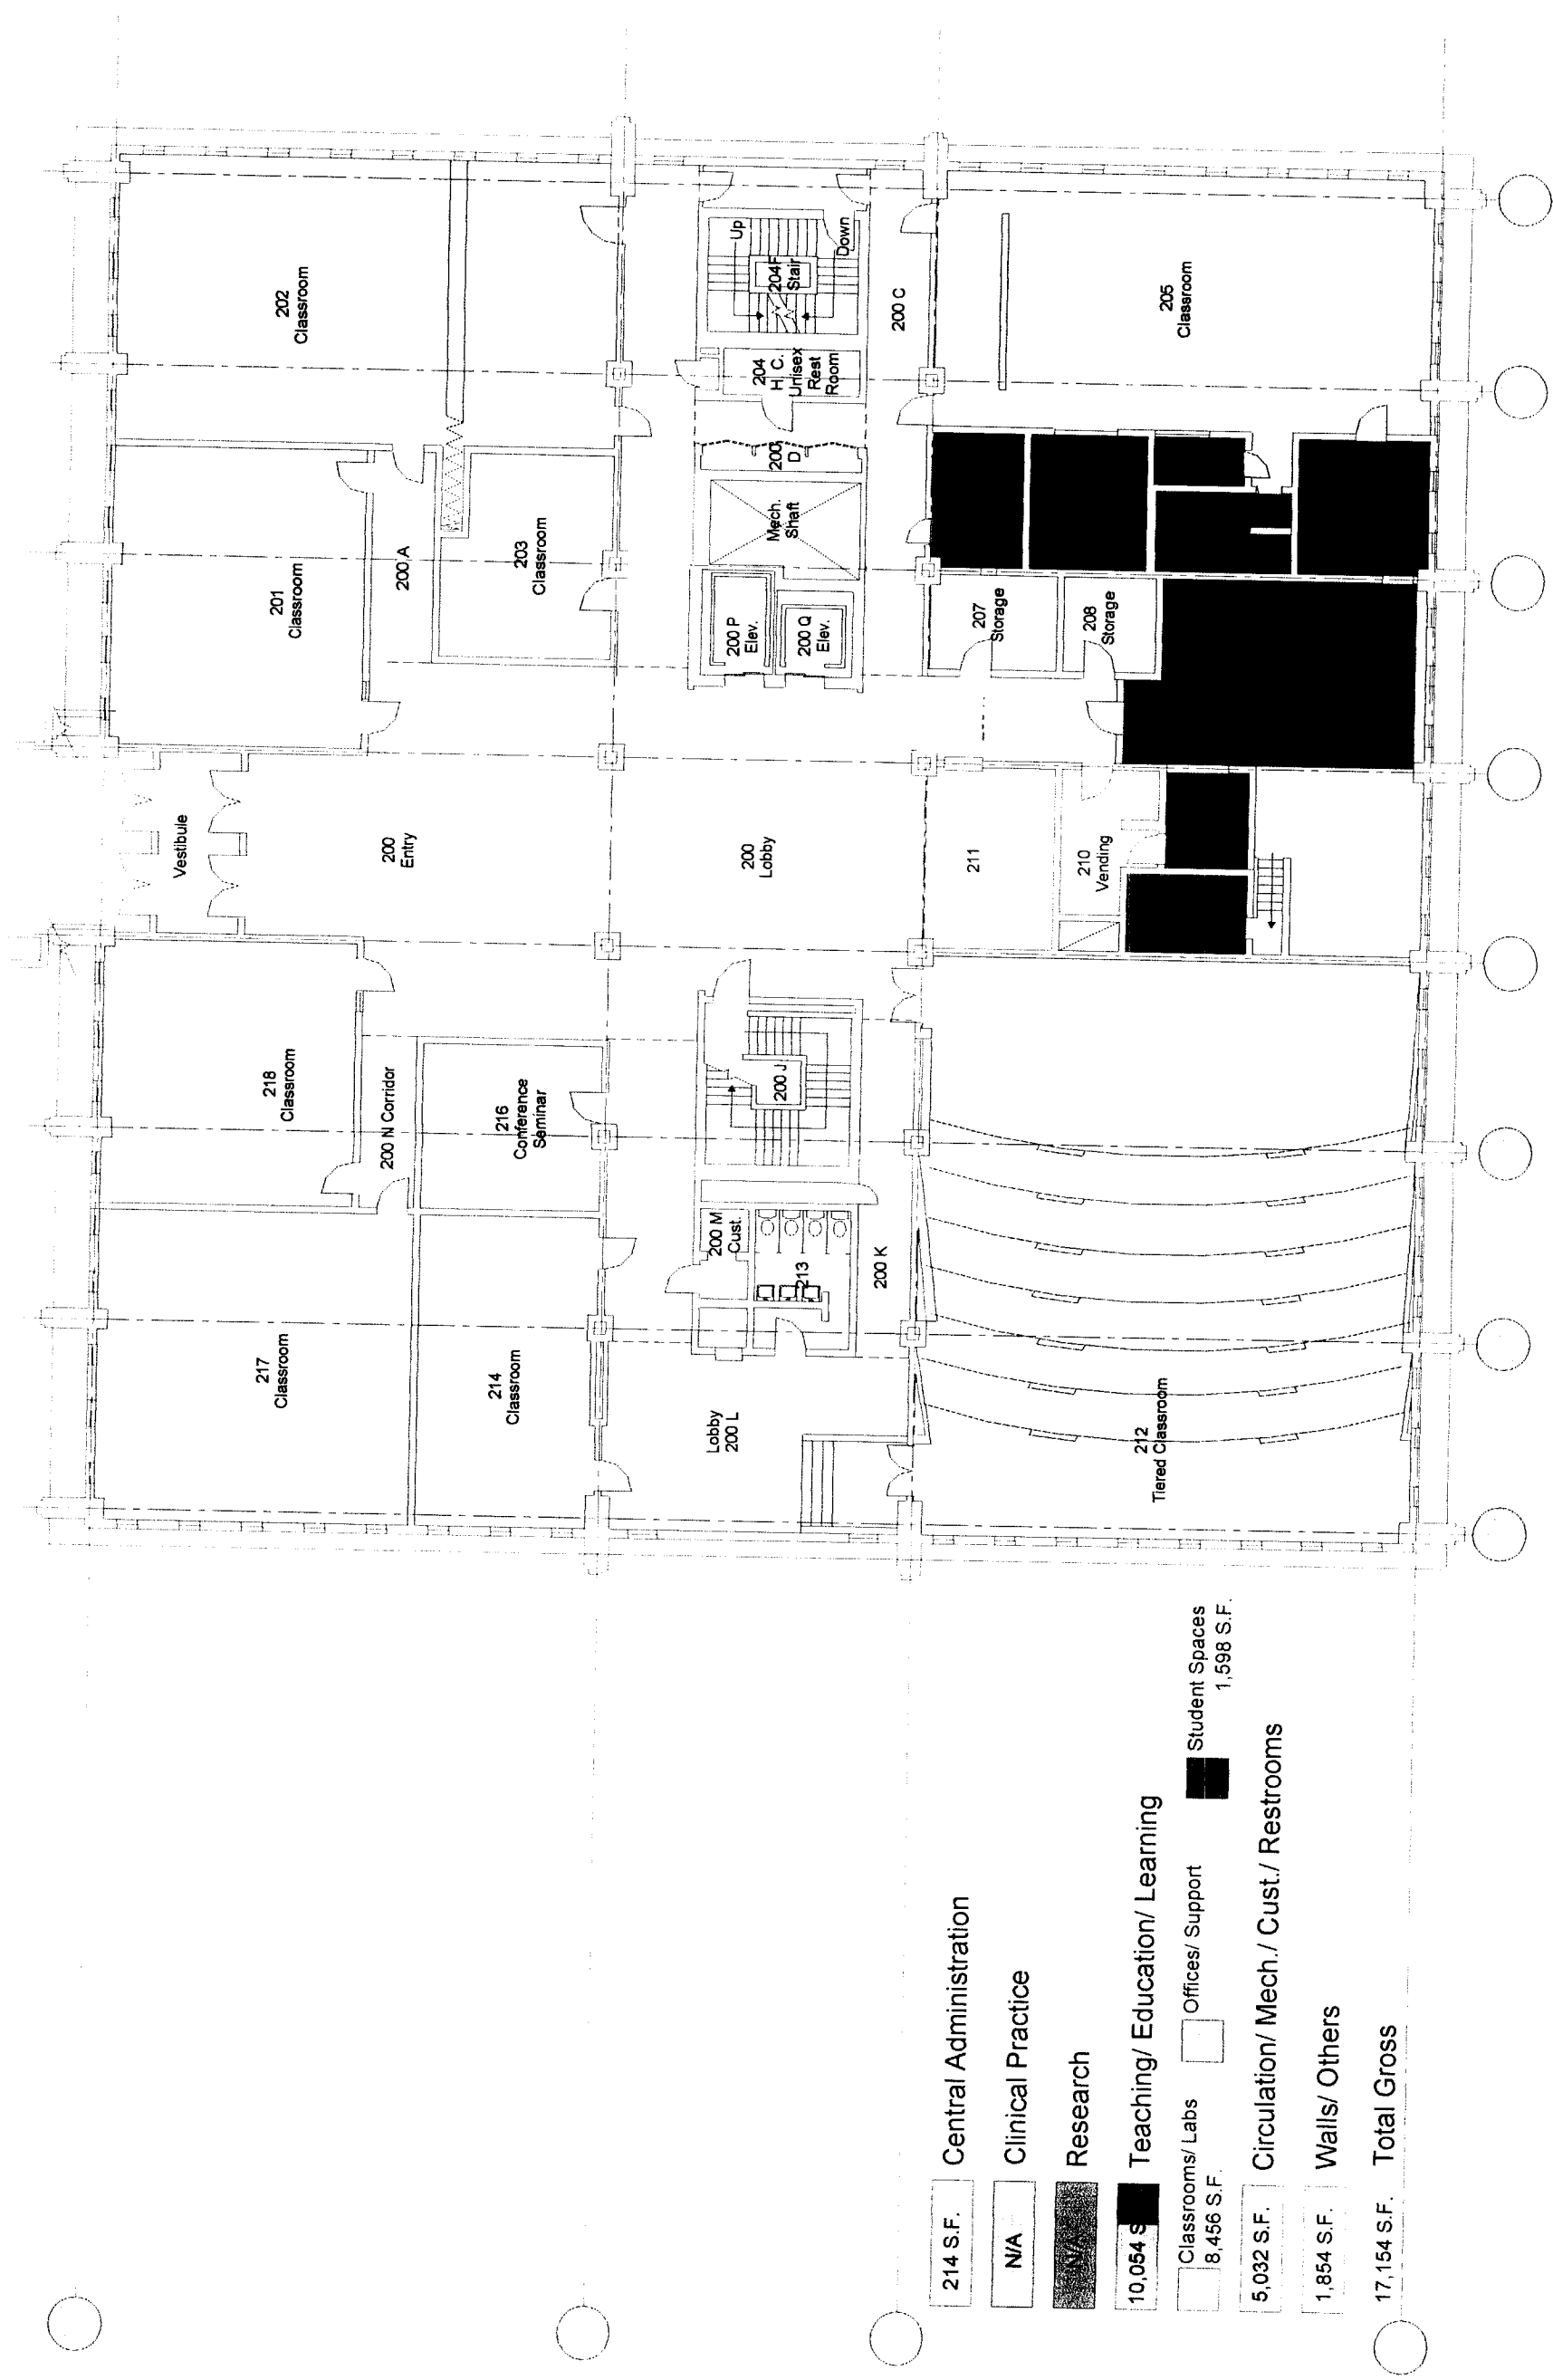 217
Classroom
218
Classroom
Vestibule
201
Classroom
202
Classroom
200 N Corridor
200
Entry
200 A
214
Classroom
216
Conference
Seminar
203
Classroom
Lobby
200 L
200 M
Cust.
213
200 J
200
Lobby
200 P
Elev.
200 Q
Elev.
Mech.
Shaft
200
D
204
H. C.
Unisex
Rest
Room
204F
Stair
Up
Down
200 K
200 C
212
Tiered Classroom
211
210
Vending
207
Storage
208
Storage
205
Classroom
214 S.F. Central Administration
N/A Clinical Practice
N/A Research
10,054 S Teaching/ Education/ Learning
Classrooms/ Labs
8,456 S.F.
Offices/ Support
Student Spaces
1,598 S.F.
5,032 S.F. Circulation/ Mech./ Cust./ Restrooms
1,854 S.F. Walls/ Others
17,154 S.F. Total Gross